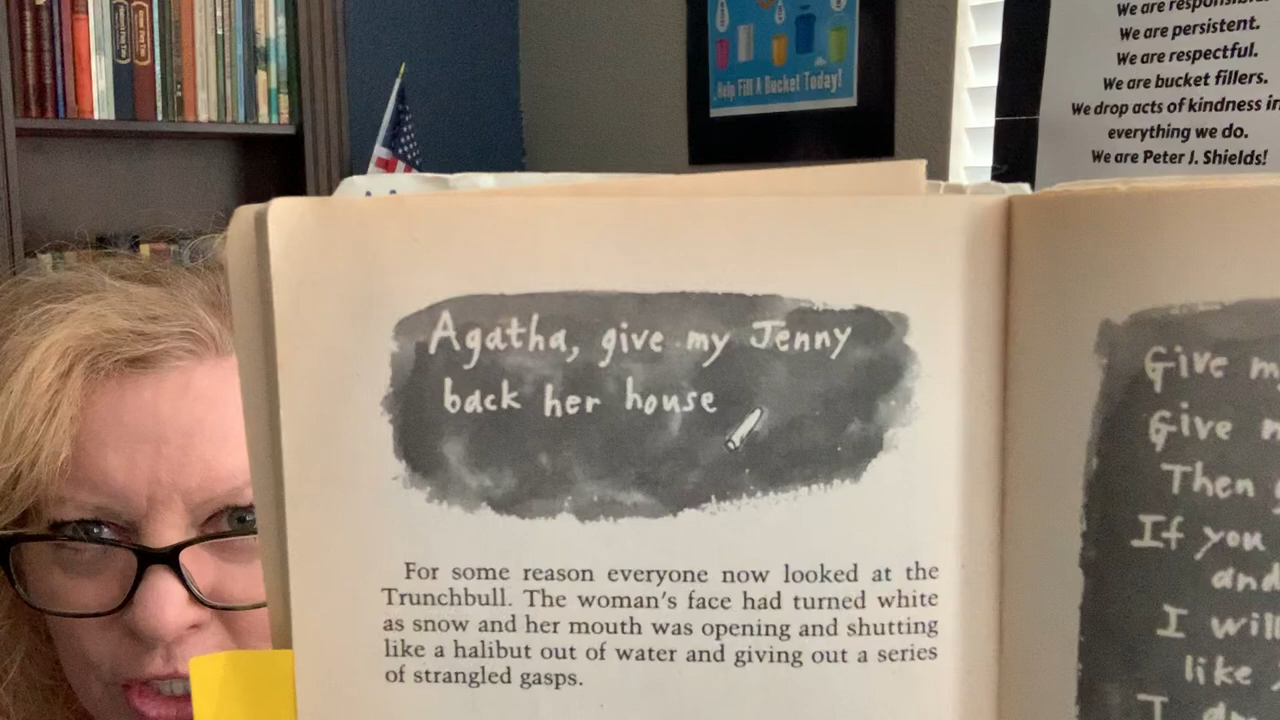 Help Fill A Bucket Today!
We are
We are persistent.
We are respectful.
We are bucket fillers.
We drop acts of kindness in
everything we do.
We are Peter J. Shields!
Agatha, give my Jenny
back her house
For some reason everyone now looked at the
Trunchbull. The woman's face had turned white
as snow and her mouth was opening and shutting
like a halibut out of water and giving out a series
of strangled gasps.
Give
Give
Then
If you
and
I will
like
I